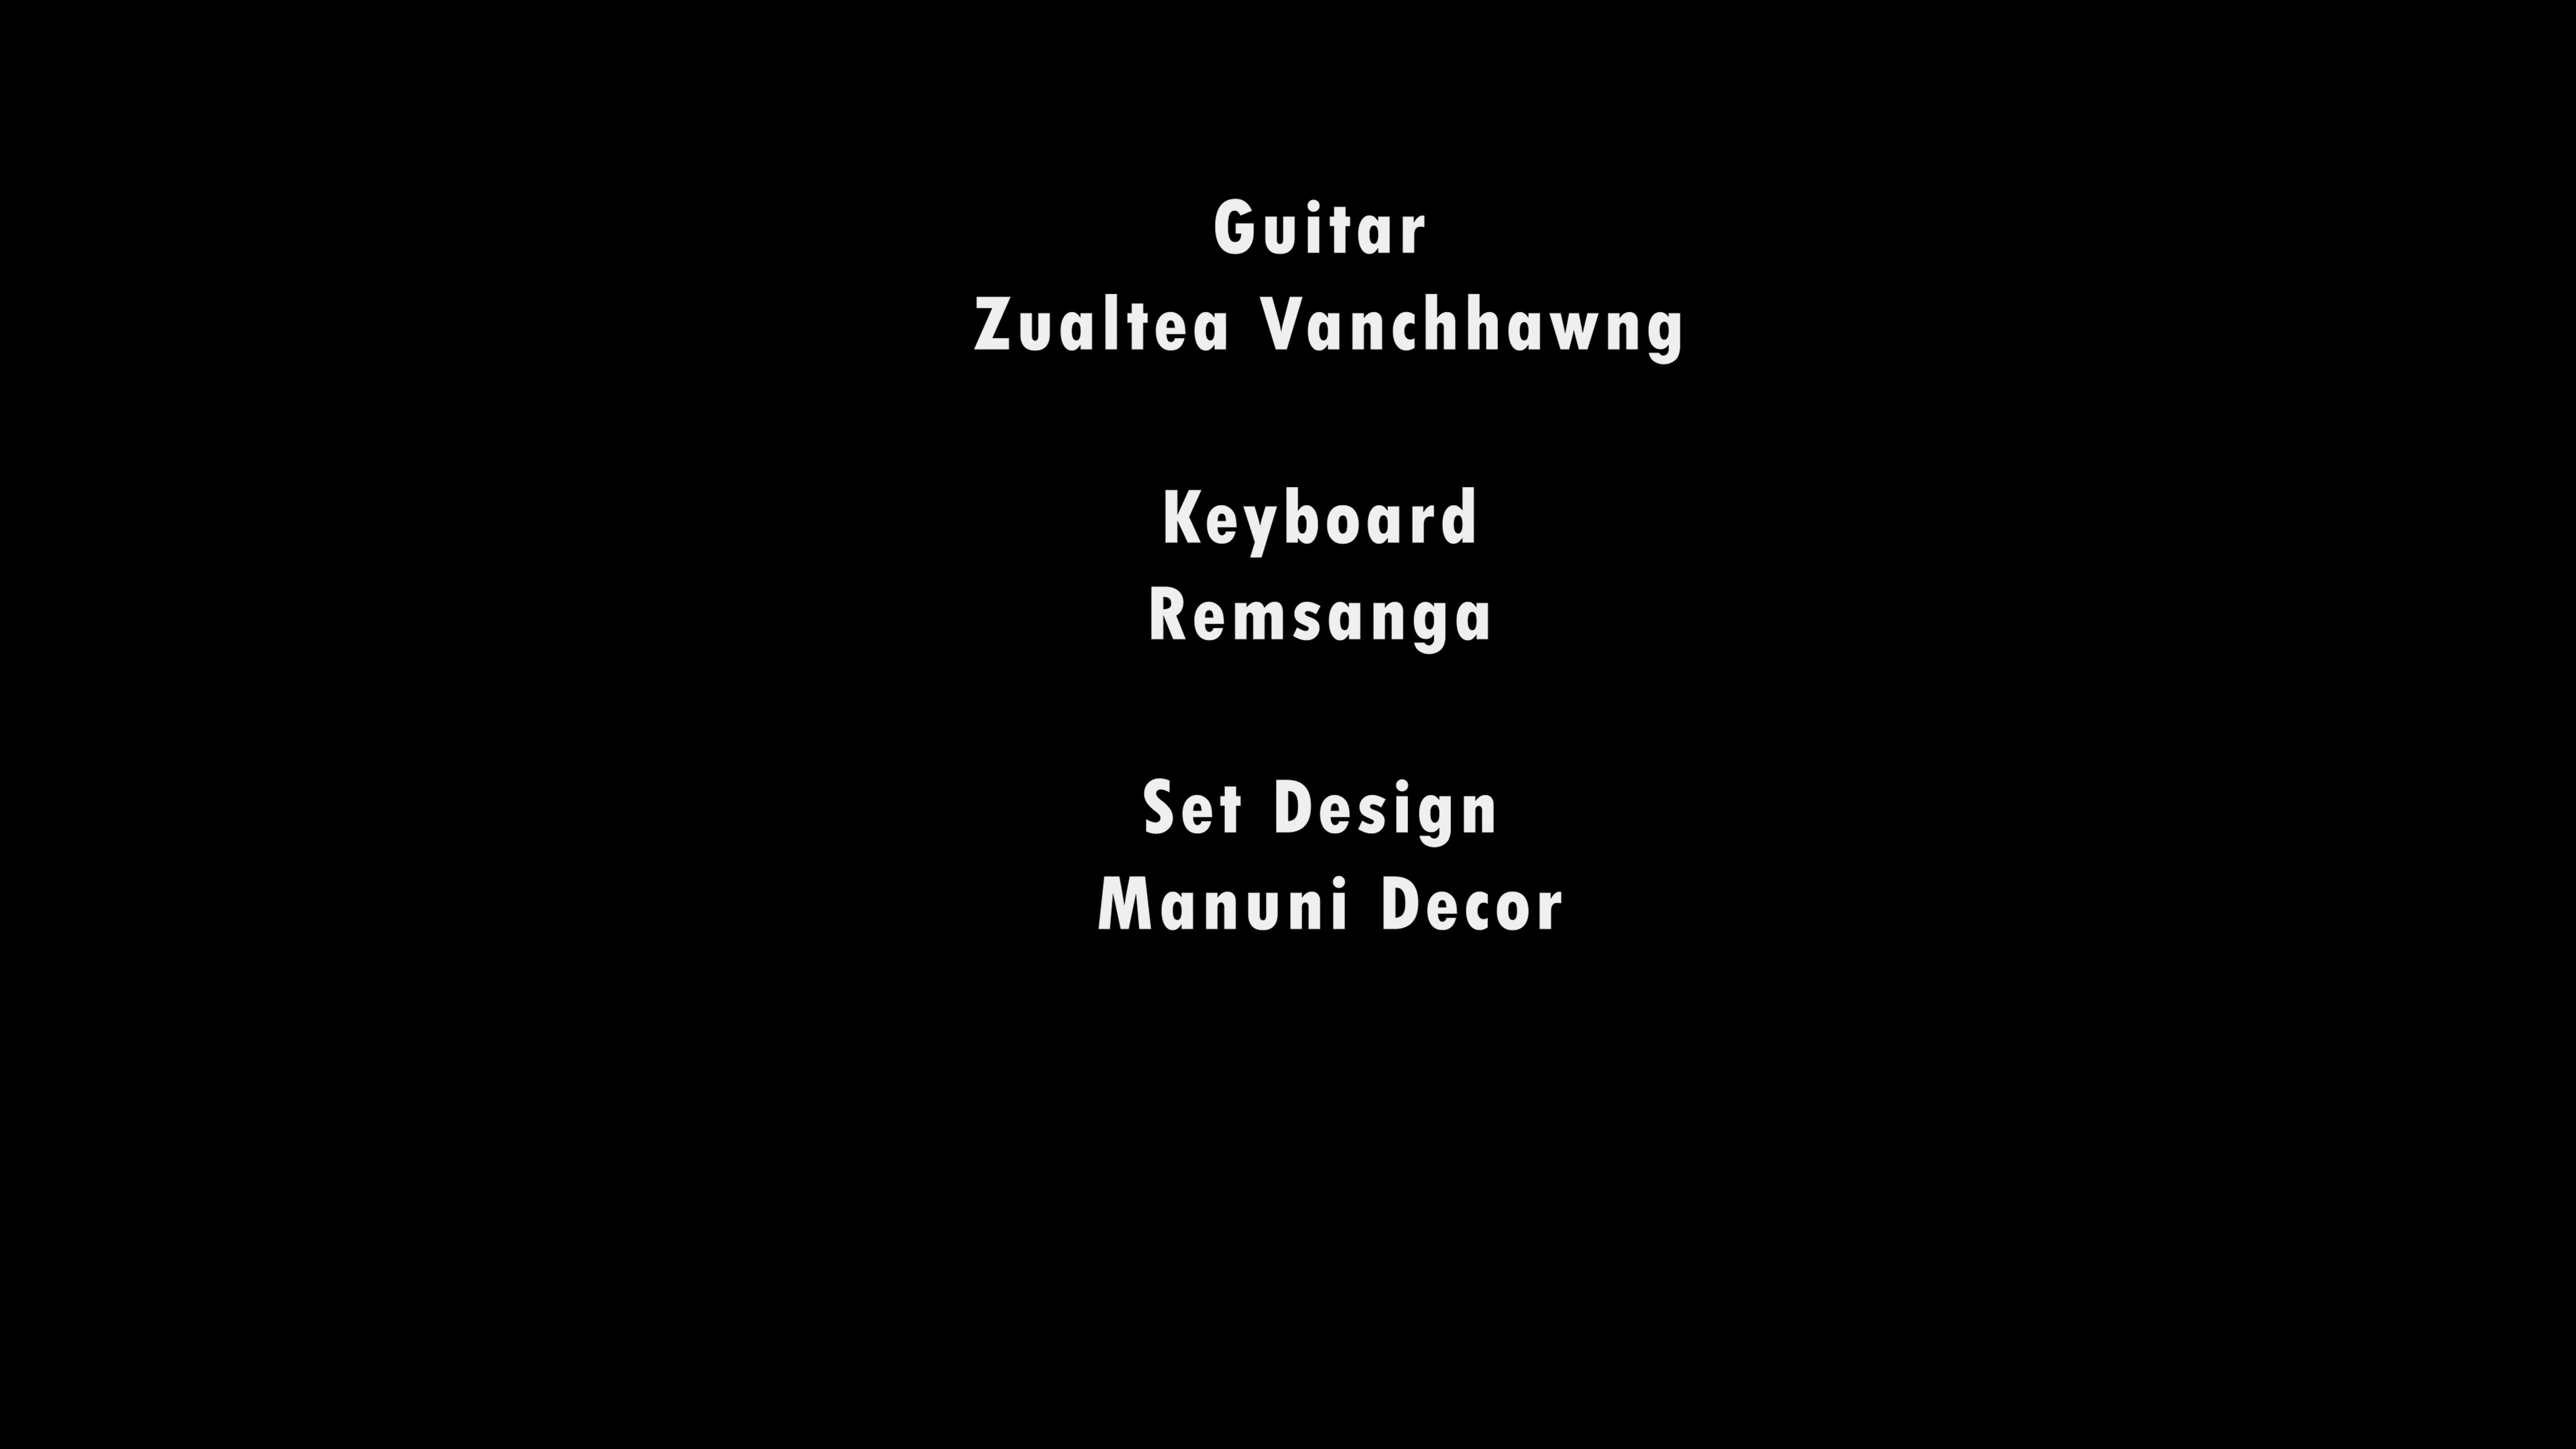 Guitar
Zualtea Vanchhawng
Keyboard
Remsanga
Set Design
Manuni Decor